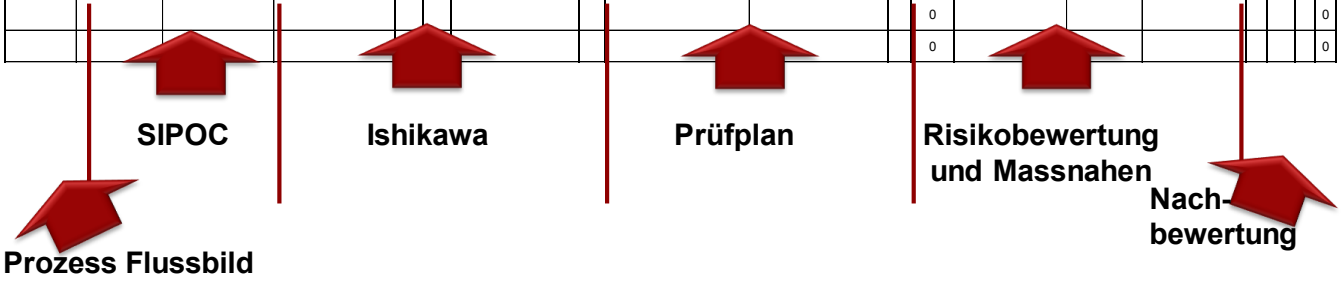 0 0
0 0
SIPOC Ishikawa Prüfplan Risikobewertung
und Massnahen
Nach-
bewertung
Prozess Flussbild